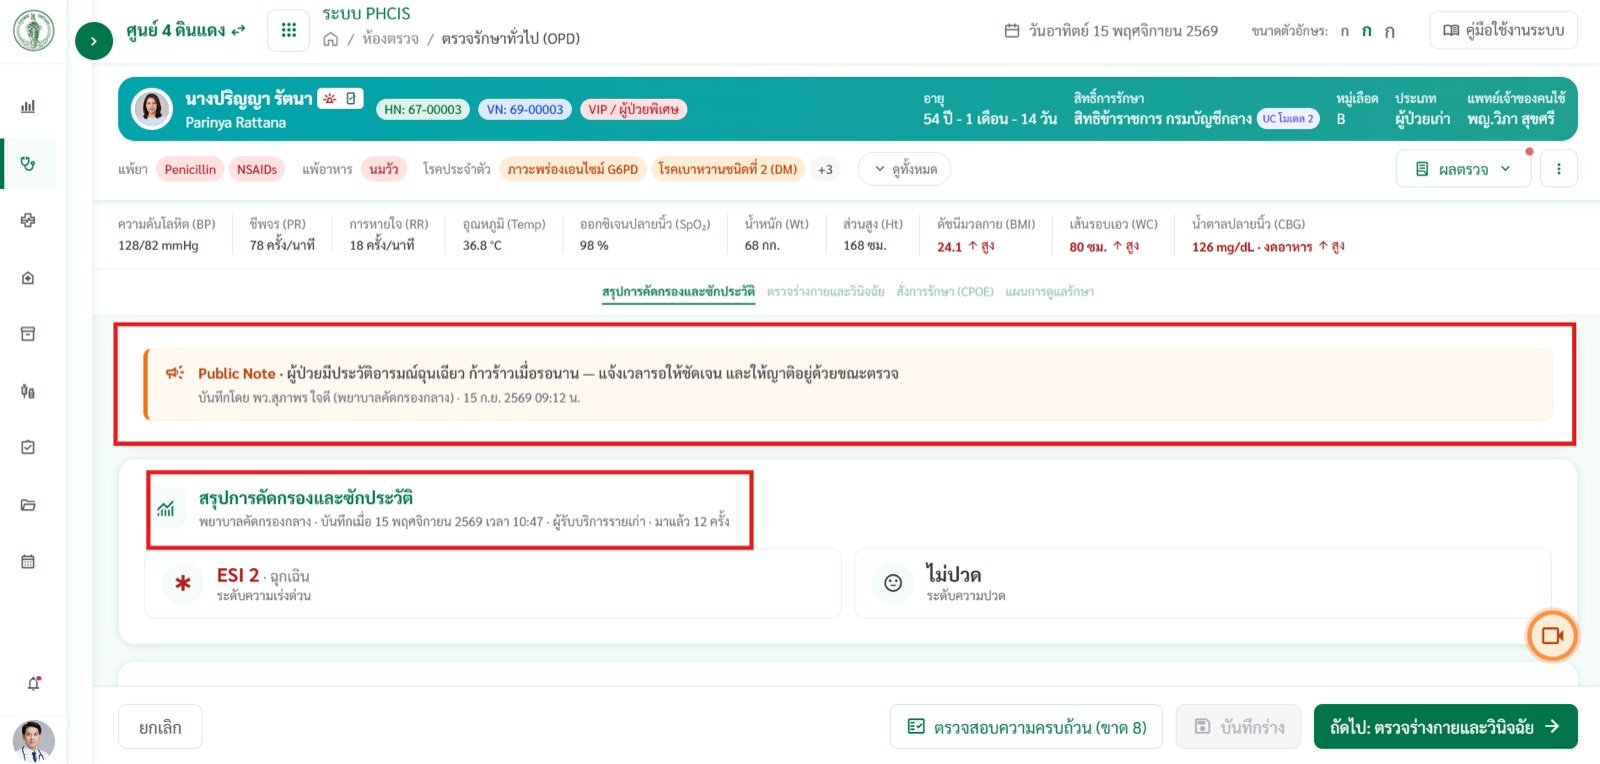 ศูนย์ 4 ดินแดง
ระบบ PHCIS
/ ห้องตรวจ / ตรวจรักษาทั่วไป (OPD)
วันอาทิตย์ 15 พฤศจิกายน 2569
ขนาดตัวอักษร: ก ก ก
คู่มือใช้งานระบบ
นางปริญญา รัตนา
Parinya Rattana
HN: 67-00003
VN: 69-00003
VIP / ผู้ป่วยพิเศษ
อายุ
54 ปี - 1 เดือน - 14 วัน
สิทธิ์การรักษา
สิทธิข้าราชการ กรมบัญชีกลาง UC โมเดล 2
หมู่เลือด
B
ประเภท
ผู้ป่วยเก่า
แพทย์เจ้าของคนไข้
พญ.วิภา สุขศรี
แพ้ยา Penicillin NSAIDs แพ้อาหาร นมวัว โรคประจำตัว ภาวะพร่องเอนไซม์ G6PD โรคเบาหวานชนิดที่ 2 (DM) +3 ดูทั้งหมด
ผลตรวจ
ความดันโลหิต (BP)
128/82 mmHg
ชีพจร (PR)
78 ครั้ง/นาที
การหายใจ (RR)
18 ครั้ง/นาที
อุณหภูมิ (Temp)
36.8 °C
ออกซิเจนปลายนิ้ว (SpO₂)
98 %
น้ำหนัก (Wt)
68 กก.
ส่วนสูง (Ht)
168 ซม.
ดัชนีมวลกาย (BMI)
24.1 ↑ สูง
เส้นรอบเอว (WC)
80 ซม. ↑ สูง
น้ำตาลปลายนิ้ว (CBG)
126 mg/dL · งดอาหาร ↑ สูง
สรุปการคัดกรองและซักประวัติ ตรวจร่างกายและวินิจฉัย สั่งการรักษา (CPOE) แผนการดูแลรักษา
Public Note · ผู้ป่วยมีประวัติอารมณ์ฉุนเฉียว ก้าวร้าวเมื่อรอนาน — แจ้งเวลารอให้ชัดเจน และให้ญาติอยู่ด้วยขณะตรวจ
บันทึกโดย พว.สุภาพร ใจดี (พยาบาลคัดกรองกลาง) · 15 ก.ย. 2569 09:12 น.
สรุปการคัดกรองและซักประวัติ
พยาบาลคัดกรองกลาง · บันทึกเมื่อ 15 พฤศจิกายน 2569 เวลา 10:47 · ผู้รับบริการรายเก่า · มาแล้ว 12 ครั้ง
ESI 2 · ฉุกเฉิน
ระดับความเร่งด่วน
ไม่ปวด
ระดับความปวด
ยกเลิก
ตรวจสอบความครบถ้วน (ขาด 8)
บันทึกร่าง
ถัดไป: ตรวจร่างกายและวินิจฉัย →